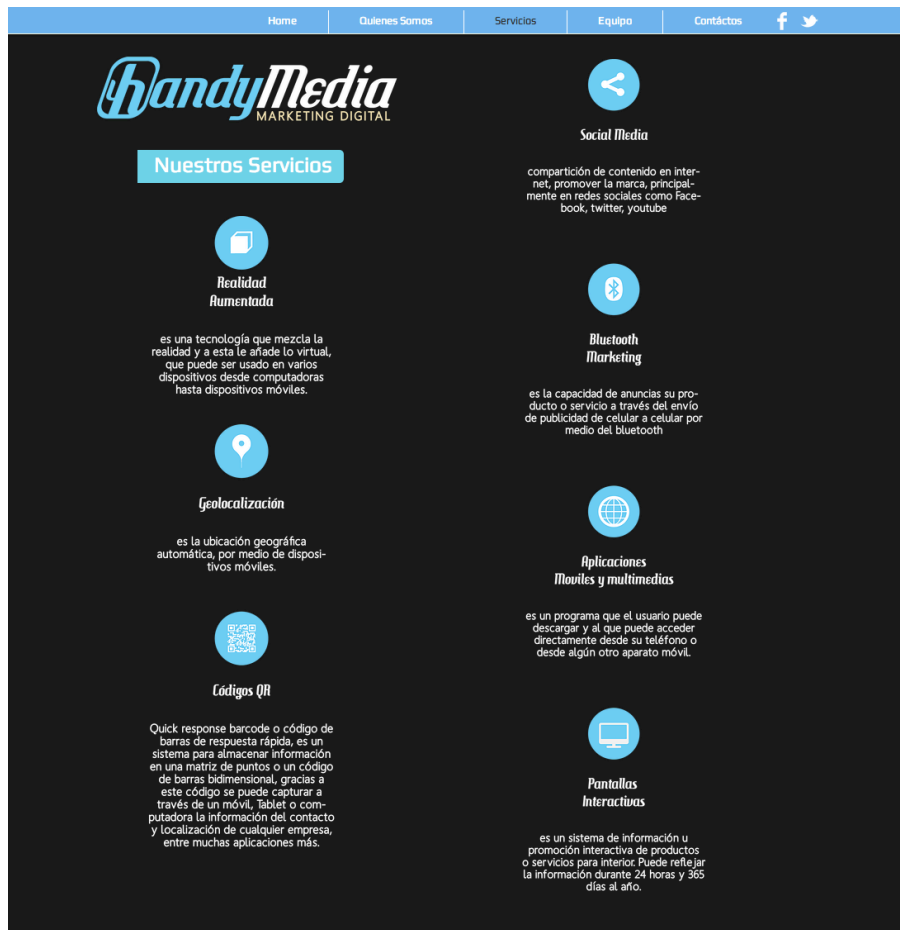 Home
Quienes Somos
Servicios
Equipo
Contáctos
handyMedia
MARKETING DIGITAL
Nuestros Servicios
Realidad
Aumentada
es una tecnología que mezcla la
realidad y a esta le añade lo virtual,
que puede ser usado en varios
dispositivos desde computadoras
hasta dispositivos móviles.
Geolocalización
es la ubicación geográfica
automática, por medio de disposi-
tivos móviles.
Códigos QR
Quick response barcode o código de
barras de respuesta rápida, es un
sistema para almacenar información
en una matriz de puntos o un código
de barras bidimensional, gracias a
este código se puede capturar a
través de un móvil, Tablet o com-
putadora la información del contacto
y localización de cualquier empresa,
entre muchas aplicaciones más.
Social Media
compartición de contenido en inter-
net, promover la marca, principal-
mente en redes sociales como Face-
book, twitter, youtube
Bluetooth
Marketing
es la capacidad de anuncias su pro-
ducto o servicio a través del envío
de publicidad de celular a celular por
medio del bluetooth
Aplicaciones
Moviles y multimedias
es un programa que el usuario puede
descargar y al que puede acceder
directamente desde su teléfono o
desde algún otro aparato móvil.
Pantallas
Interactivas
es un sistema de información u
promoción interactiva de productos
o servicios para interior. Puede reflejar
la información durante 24 horas y 365
días al año.